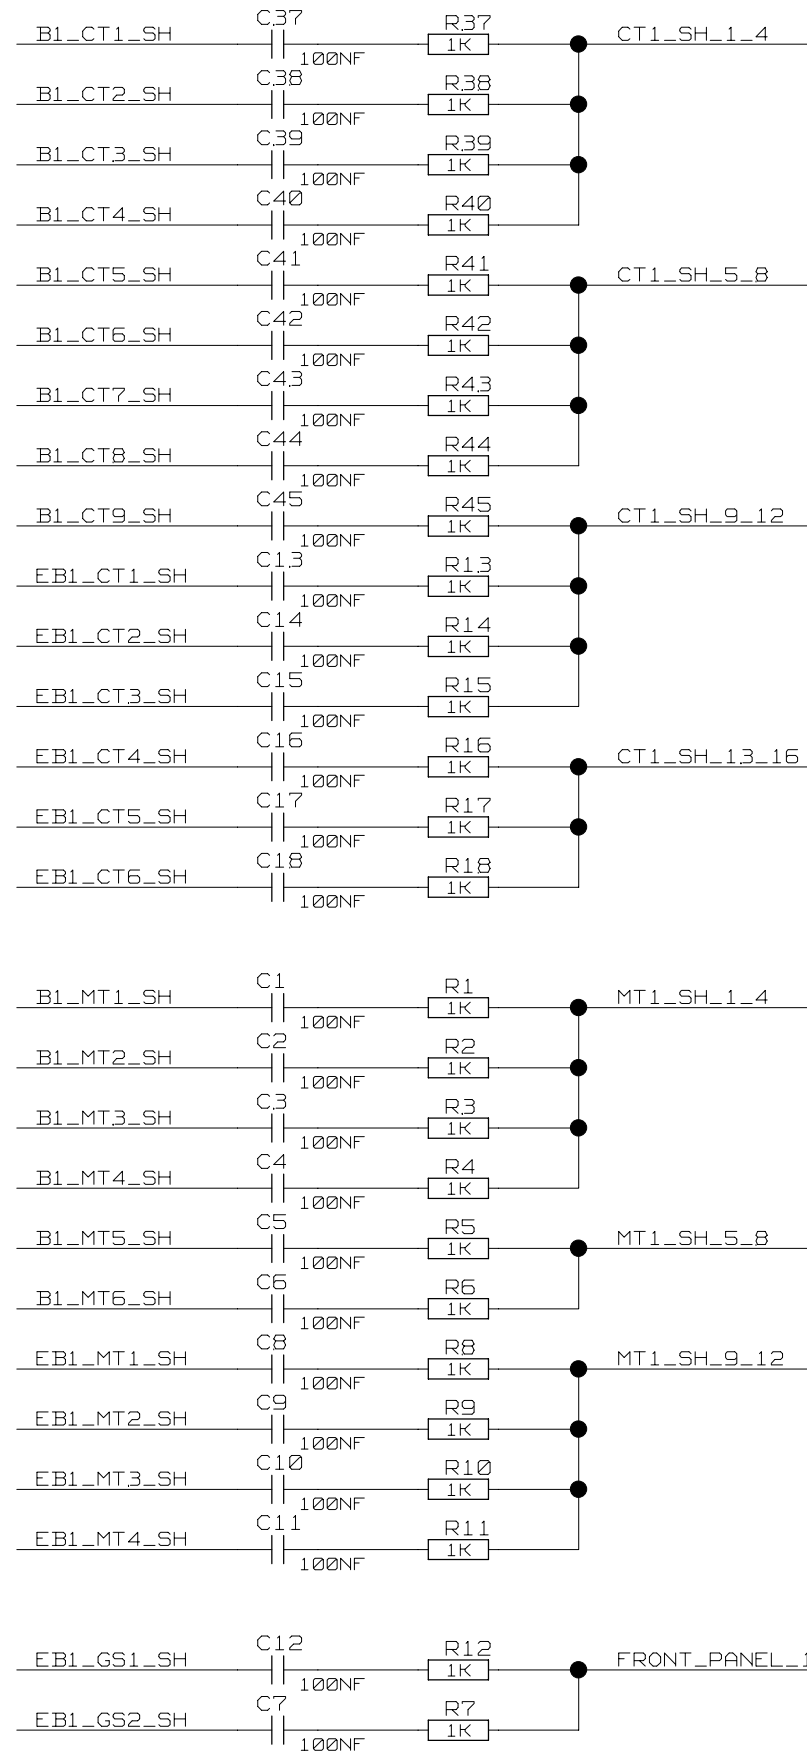 B1_CT1_SH C37 100NF R37 1K CT1_SH_1_4
B1_CT2_SH C38 100NF R38 1K
B1_CT3_SH C39 100NF R39 1K
B1_CT4_SH C40 100NF R40 1K
B1_CT5_SH C41 100NF R41 1K CT1_SH_5_8
B1_CT6_SH C42 100NF R42 1K
B1_CT7_SH C43 100NF R43 1K
B1_CT8_SH C44 100NF R44 1K
B1_CT9_SH C45 100NF R45 1K CT1_SH_9_12
EB1_CT1_SH C13 100NF R13 1K
EB1_CT2_SH C14 100NF R14 1K
EB1_CT3_SH C15 100NF R15 1K
EB1_CT4_SH C16 100NF R16 1K CT1_SH_13_16
EB1_CT5_SH C17 100NF R17 1K
EB1_CT6_SH C18 100NF R18 1K
B1_MT1_SH C1 100NF R1 1K MT1_SH_1_4
B1_MT2_SH C2 100NF R2 1K
B1_MT3_SH C3 100NF R3 1K
B1_MT4_SH C4 100NF R4 1K
B1_MT5_SH C5 100NF R5 1K MT1_SH_5_8
B1_MT6_SH C6 100NF R6 1K
EB1_MT1_SH C8 100NF R8 1K MT1_SH_9_12
EB1_MT2_SH C9 100NF R9 1K
EB1_MT3_SH C10 100NF R10 1K
EB1_MT4_SH C11 100NF R11 1K
EB1_GS1_SH C12 100NF R12 1K FRONT_PANEL_1
EB1_GS2_SH C7 100NF R7 1K